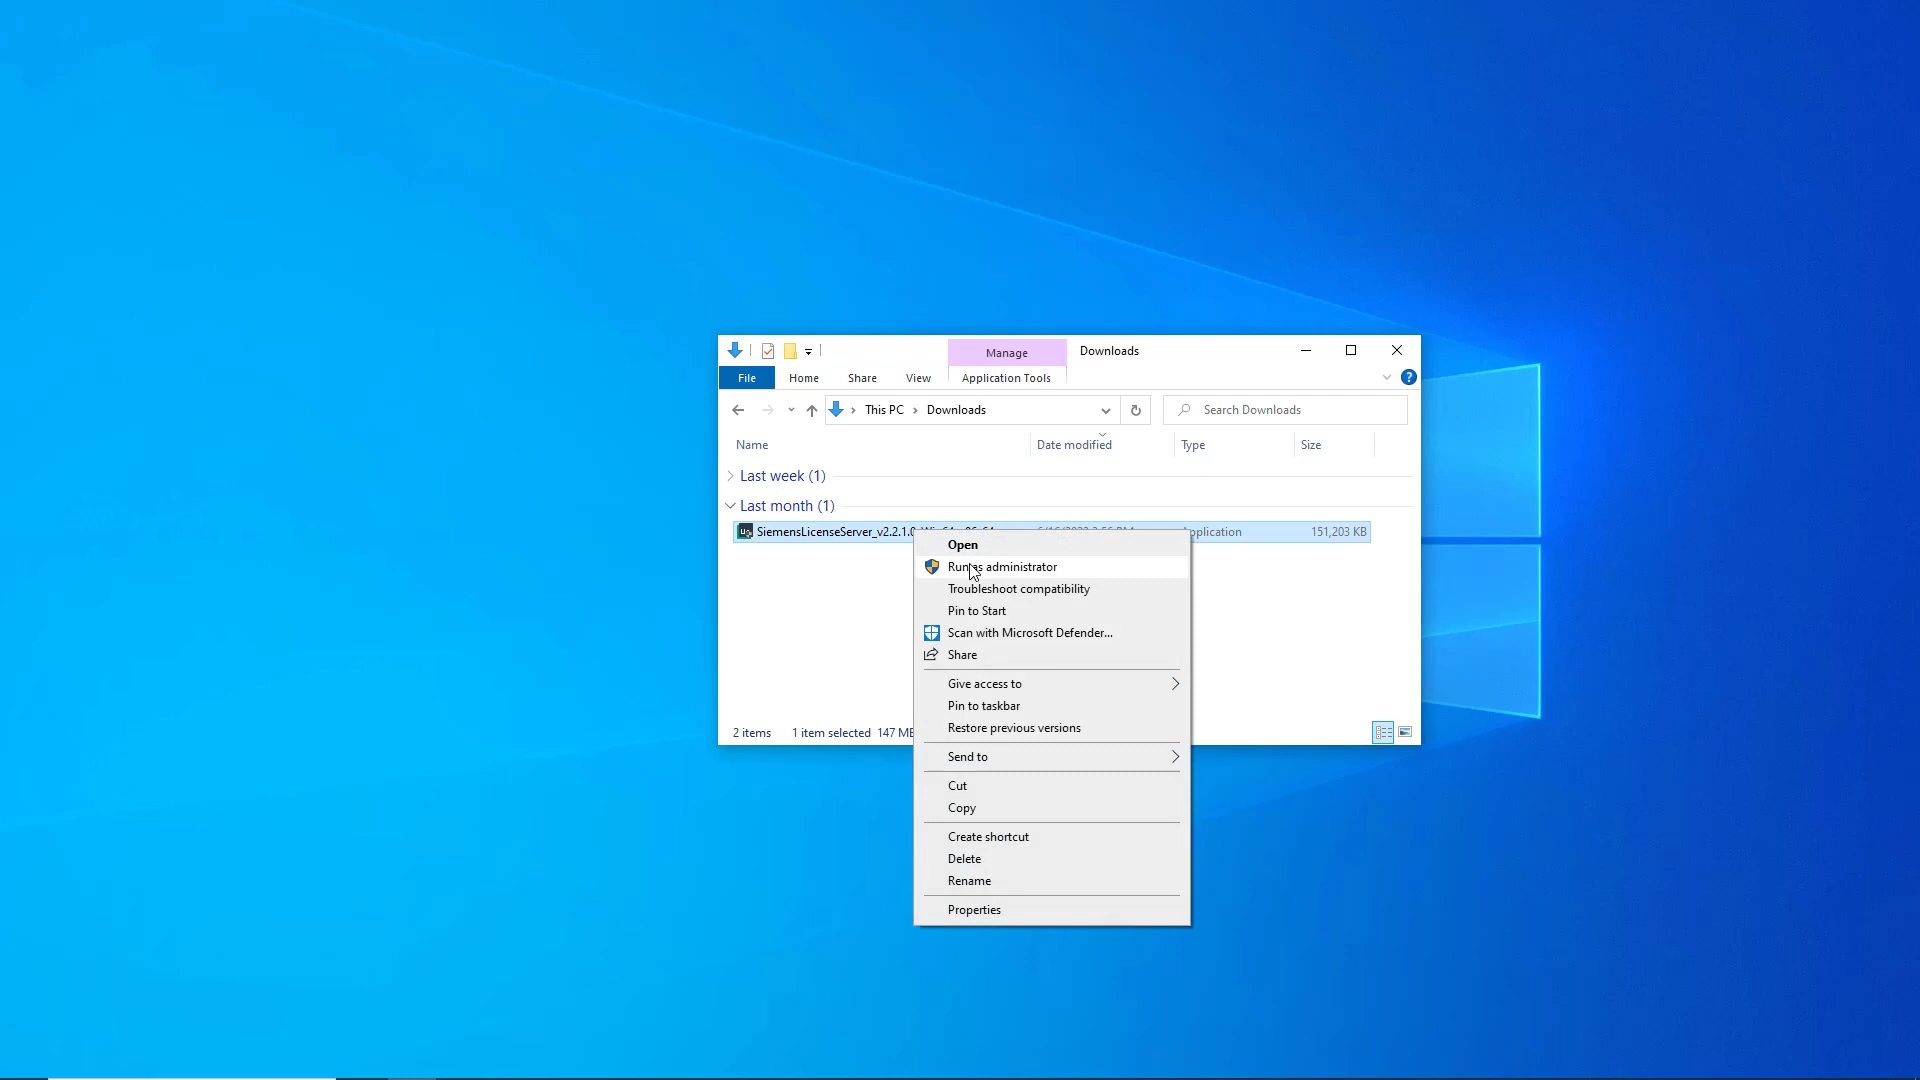 Manage
Downloads
File
Home
Share
View
Application Tools
This PC
Downloads
Search Downloads
Name
Date modified
Type
Size
Last week (1)
Last month (1)
SiemensLicenseServer_v2.2.1.0
151,203 KB
Open
Run as administrator
Troubleshoot compatibility
Pin to Start
Scan with Microsoft Defender...
Share
Give access to
Pin to taskbar
Restore previous versions
Send to
Cut
Copy
Create shortcut
Delete
Rename
Properties
2 items
1 item selected 147 MB